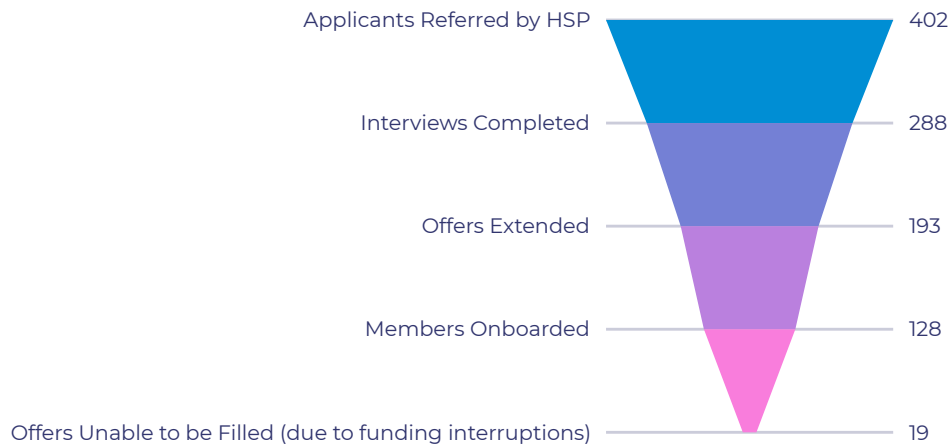 Applicants Referred by HSP 402
Interviews Completed 288
Offers Extended 193
Members Onboarded 128
Offers Unable to be Filled (due to funding interruptions) 19